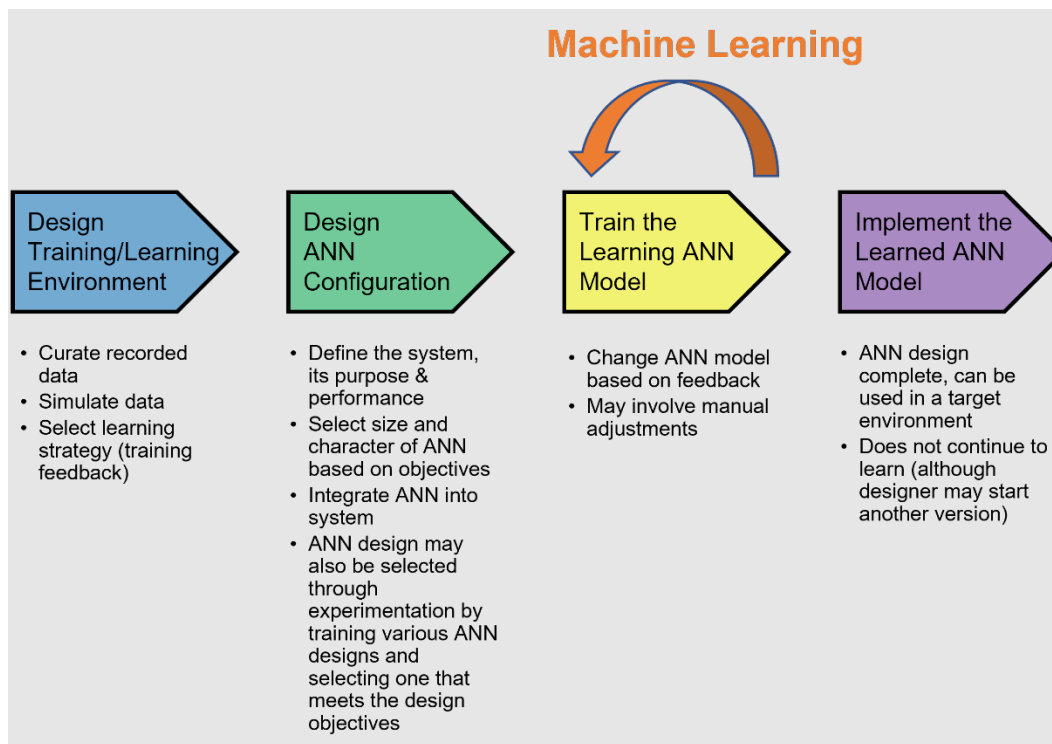 Machine Learning
Design
Training/Learning
Environment
• Curate recorded
data
• Simulate data
• Select learning
strategy (training
feedback)
Design
ANN
Configuration
• Define the system,
its purpose &
performance
• Select size and
character of ANN
based on objectives
• Integrate ANN into
system
• ANN design may
also be selected
through
experimentation by
training various ANN
designs and
selecting one that
meets the design
objectives
Train the
Learning ANN
Model
• Change ANN model
based on feedback
• May involve manual
adjustments
Implement the
Learned ANN
Model
• ANN design
complete, can be
used in a target
environment
• Does not continue to
learn (although
designer may start
another version)